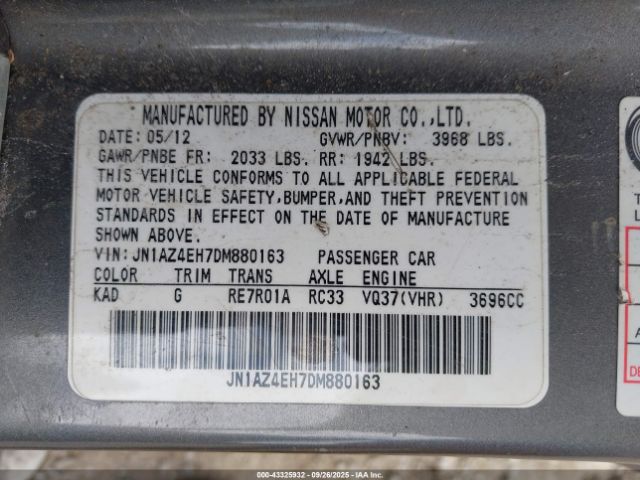 MANUFACTURED BY NISSAN MOTOR CO.,LTD.
DATE: 05/12 GVWR/PNBV: 3968 LBS.
GAWR/PNBE FR: 2033 LBS. RR: 1942 LBS.
THIS VEHICLE CONFORMS TO ALL APPLICABLE FEDERAL
MOTOR VEHICLE SAFETY,BUMPER,AND THEFT PREVENTION
STANDARDS IN EFFECT ON THE DATE OF MANUFACTURE
SHOWN ABOVE.
VIN:JN1AZ4EH7DM880163 PASSENGER CAR
COLOR TRIM TRANS AXLE ENGINE
KAD G RE7R01A RC33 VQ37(VHR) 3696CC
JN1AZ4EH7DM880163
000-43325932 - 09/26/2025 - IAAI.com